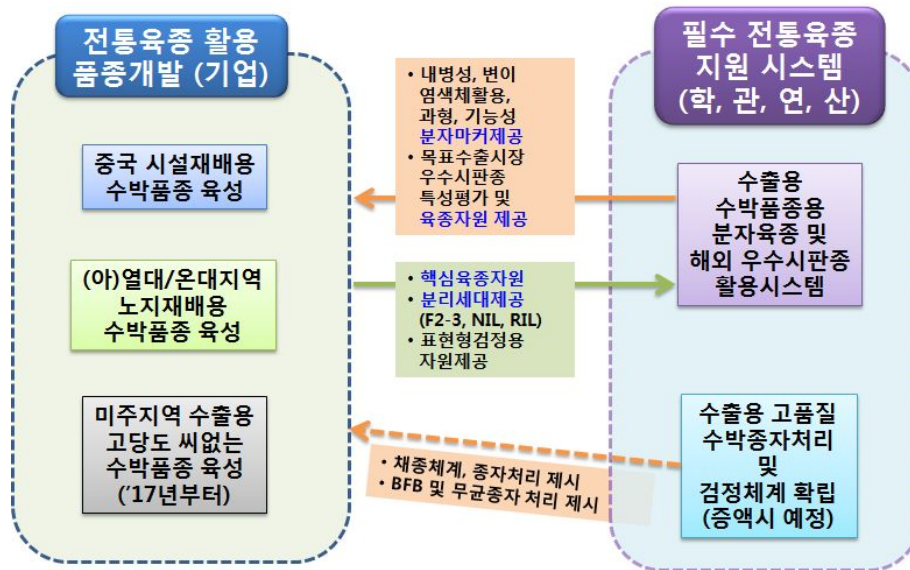 전통육종 활용
품종개발 (기업)
중국 시설재배용
수박품종 육성
(아)열대/온대지역
노지재배용
수박품종 육성
미주지역 수출용
고당도 씨없는
수박품종 육성
('17년부터)
• 내병성, 변이
염색체활용,
과형, 기능성
분자마커제공
• 목표수출시장
우수시판종
특성평가 및
육종자원 제공
• 핵심육종자원
• 분리세대제공
(F2-3, NIL, RIL)
• 표현형검정용
자원제공
• 채종체계, 종자처리 제시
• BFB 및 무균종자 처리 제시
필수 전통육종
지원 시스템
(학, 관, 연, 산)
수출용
수박품종용
분자육종 및
해외 우수시판종
활용시스템
수출용 고품질
수박종자처리
및
검정체계 확립
(증액시 예정)